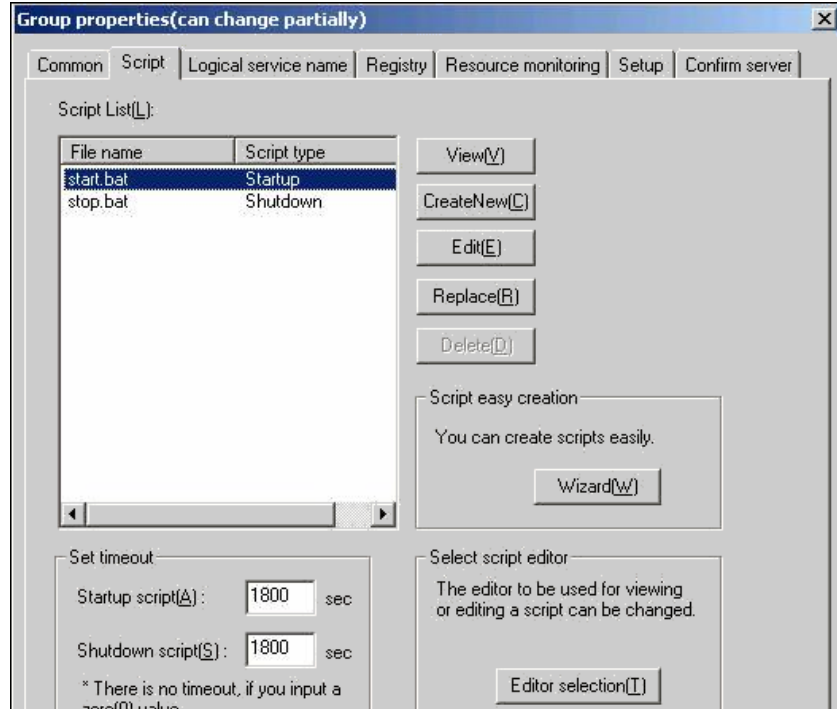 Group properties(can change partially)
Common Script Logical service name Registry Resource monitoring Setup Confirm server
Script List(L):
File name Script type
start.bat Startup
stop.bat Shutdown
View(V)
CreateNew(C)
Edit(E)
Replace(R)
Delete(D)
Script easy creation
You can create scripts easily.
Wizard(W)
Set timeout
Startup script(A) : 1800 sec
Shutdown script(S) : 1800 sec
* There is no timeout, if you input a
zero(0) value
Select script editor
The editor to be used for viewing
or editing a script can be changed.
Editor selection(T)